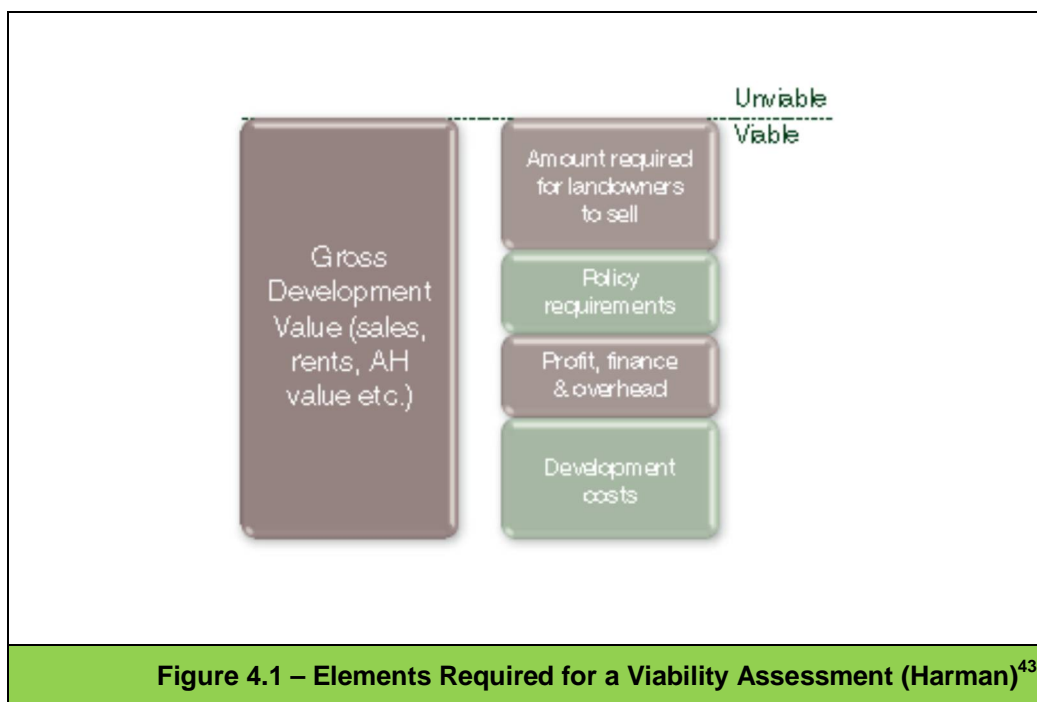 Unviable
Viable
Gross
Development
Value (sales,
rents, AH
value etc.)
Amount required
for landowners
to sell
Policy
requirements
Profit, finance
& overhead
Development
costs
Figure 4.1 – Elements Required for a Viability Assessment (Harman)43